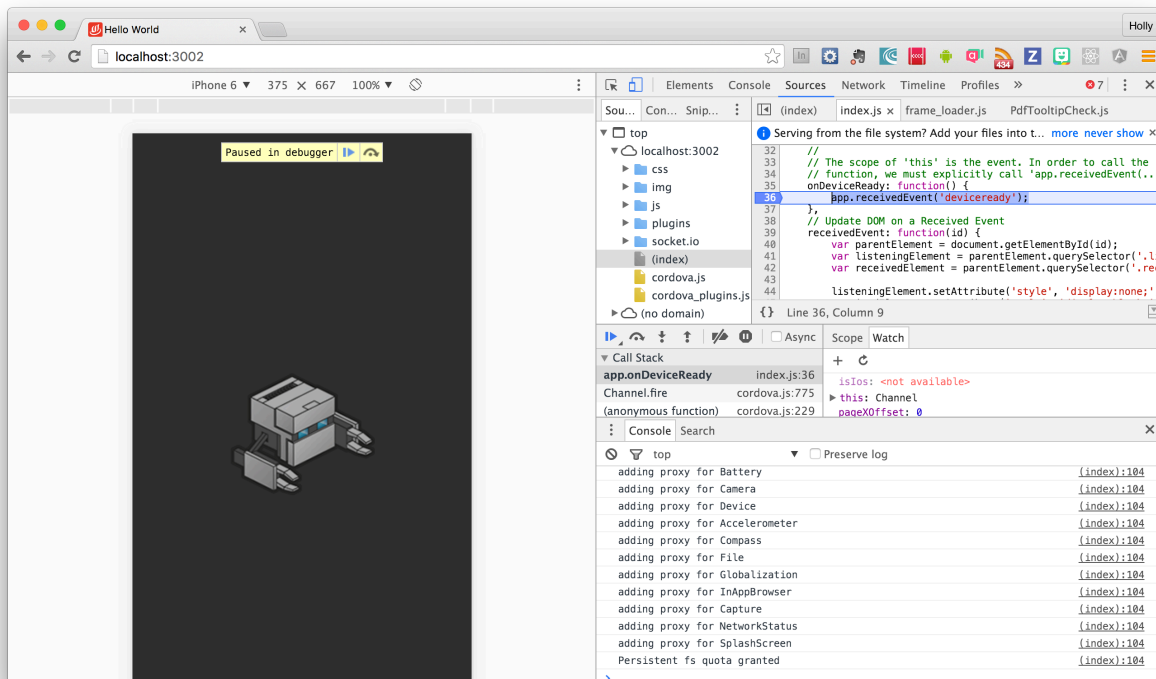 Hello World
Holly
localhost:3002
In
434
Z
iPhone 6 ▼ 375 × 667 100% ▼
Elements Console Sources Network Timeline Profiles » 7
Sou... Con... Snip...
(index) index.js × frame_loader.js PdfTooltipCheck.js
Serving from the file system? Add your files into t... more never show ×
Paused in debugger
top
localhost:3002
css
img
js
plugins
socket.io
(index)
cordova.js
cordova_plugins.js
(no domain)
32 //
33 // The scope of 'this' is the event. In order to call the
34 // function, we must explicitly call 'app.receivedEvent(..
35 onDeviceReady: function() {
36 app.receivedEvent('deviceready');
37 },
38 // Update DOM on a Received Event
39 receivedEvent: function(id) {
40 var parentElement = document.getElementById(id);
41 var listeningElement = parentElement.querySelector('.l
42 var receivedElement = parentElement.querySelector('.re
43
44 listeningElement.setAttribute('style', 'display:none;'
{} Line 36, Column 9
Async
Scope Watch
Call Stack
app.onDeviceReady index.js:36
Channel.fire cordova.js:775
(anonymous function) cordova.js:229
isIos: <not available>
this: Channel
pageXOffset: 0
Console Search
top ▼ Preserve log
adding proxy for Battery (index):104
adding proxy for Camera (index):104
adding proxy for Device (index):104
adding proxy for Accelerometer (index):104
adding proxy for Compass (index):104
adding proxy for File (index):104
adding proxy for Globalization (index):104
adding proxy for InAppBrowser (index):104
adding proxy for Capture (index):104
adding proxy for NetworkStatus (index):104
adding proxy for SplashScreen (index):104
Persistent fs quota granted (index):104